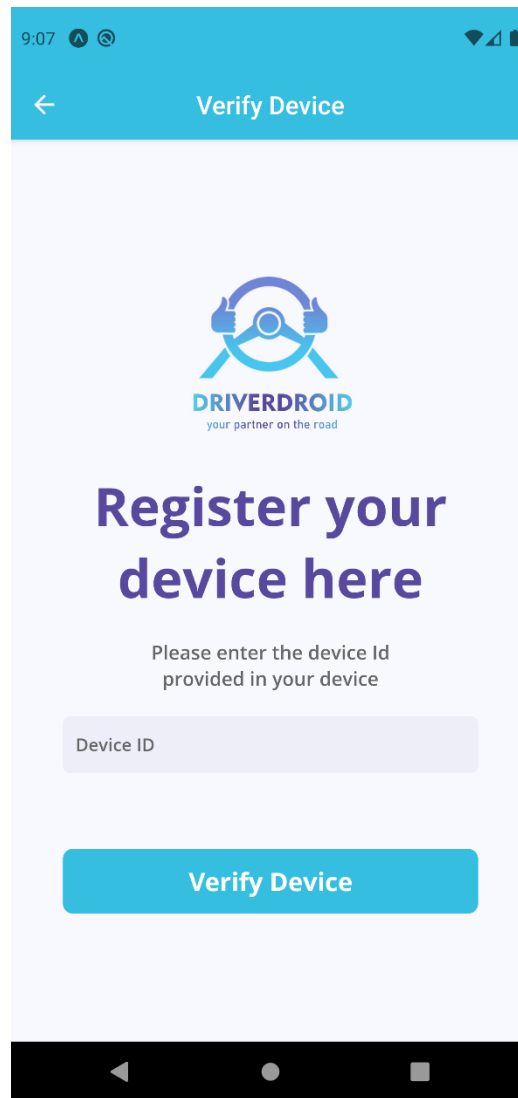 9:07
Verify Device
DRIVERDROID
your partner on the road
Register your
device here
Please enter the device Id
provided in your device
Device ID
Verify Device